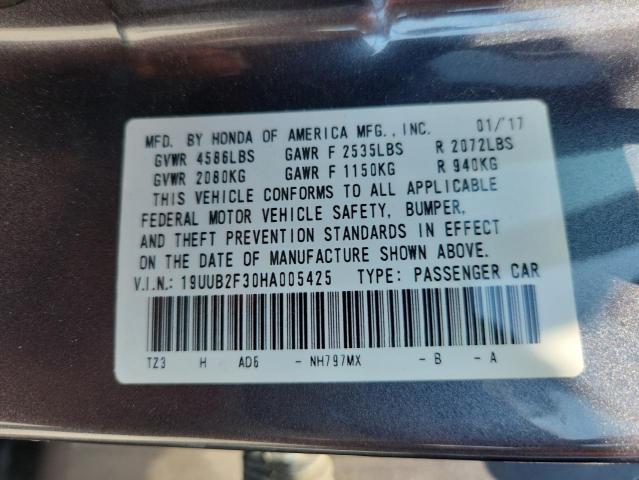 MFD. BY HONDA OF AMERICA MFG., INC. 01/'17
GVWR 4586LBS GAWR F 2535LBS R 2072LBS
GVWR 2080KG GAWR F 1150KG R 940KG
THIS VEHICLE CONFORMS TO ALL APPLICABLE
FEDERAL MOTOR VEHICLE SAFETY, BUMPER,
AND THEFT PREVENTION STANDARDS IN EFFECT
ON THE DATE OF MANUFACTURE SHOWN ABOVE.
V.I.N.: 19UUB2F30HA005425 TYPE: PASSENGER CAR
TZ3 H AD6 - NH797MX - B - A